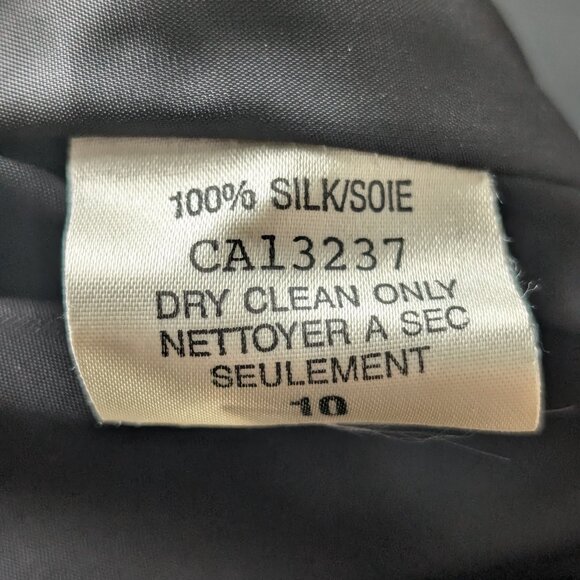 100% SILK/SOIE
CA13237
DRY CLEAN ONLY
NETTOYER A SEC
SEULEMENT
10